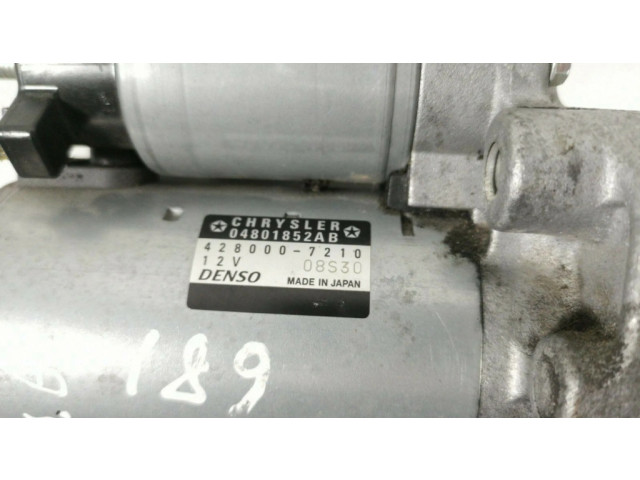 CHRYSLER
04801852AB
428000-7210
12V 08S30
DENSO MADE IN JAPAN
189